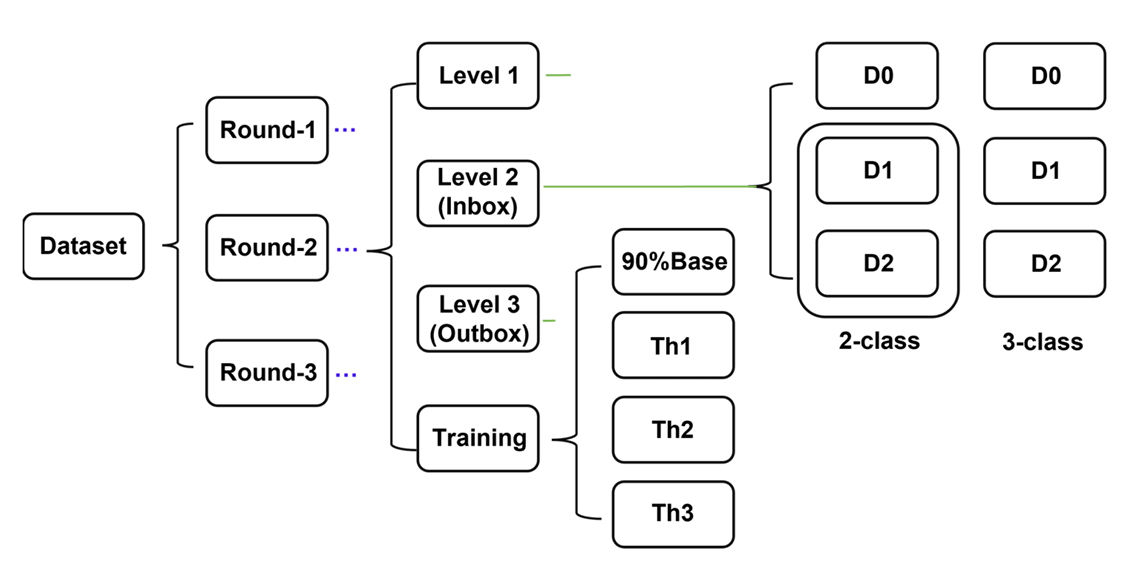 Dataset
Round-1 ...
Round-2 ...
Round-3 ...
Level 1
Level 2
(Inbox)
Level 3
(Outbox)
Training
90%Base
Th1
Th2
Th3
D0
D1
D2
2-class
D0
D1
D2
3-class